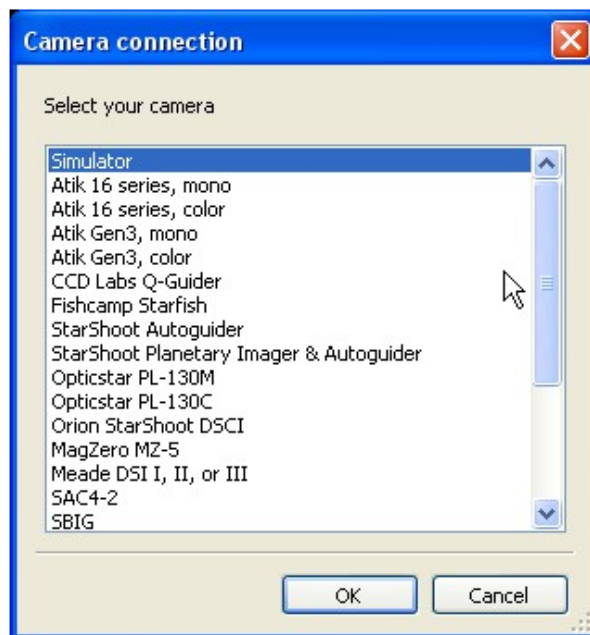 Camera connection
Select your camera
Simulator
Atik 16 series, mono
Atik 16 series, color
Atik Gen3, mono
Atik Gen3, color
CCD Labs Q-Guider
Fishcamp Starfish
StarShoot Autoguider
StarShoot Planetary Imager & Autoguider
Opticstar PL-130M
Opticstar PL-130C
Orion StarShoot DSCI
MagZero MZ-5
Meade DSI I, II, or III
SAC4-2
SBIG
OK
Cancel